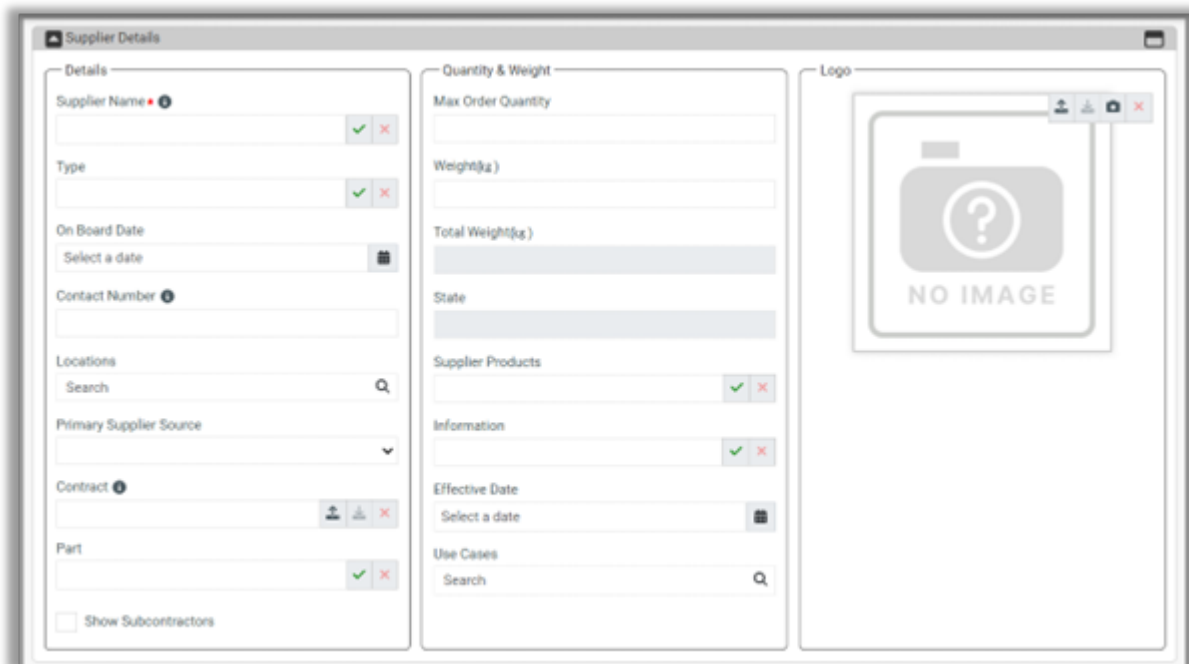 Supplier Details
Details
Supplier Name
Type
On Board Date
Select a date
Contact Number
Locations
Search
Primary Supplier Source
Contract
Part
Show Subcontractors
Quantity & Weight
Max Order Quantity
Weight(kg )
Total Weight(kg )
State
Supplier Products
Information
Effective Date
Select a date
Use Cases
Search
Logo
NO IMAGE